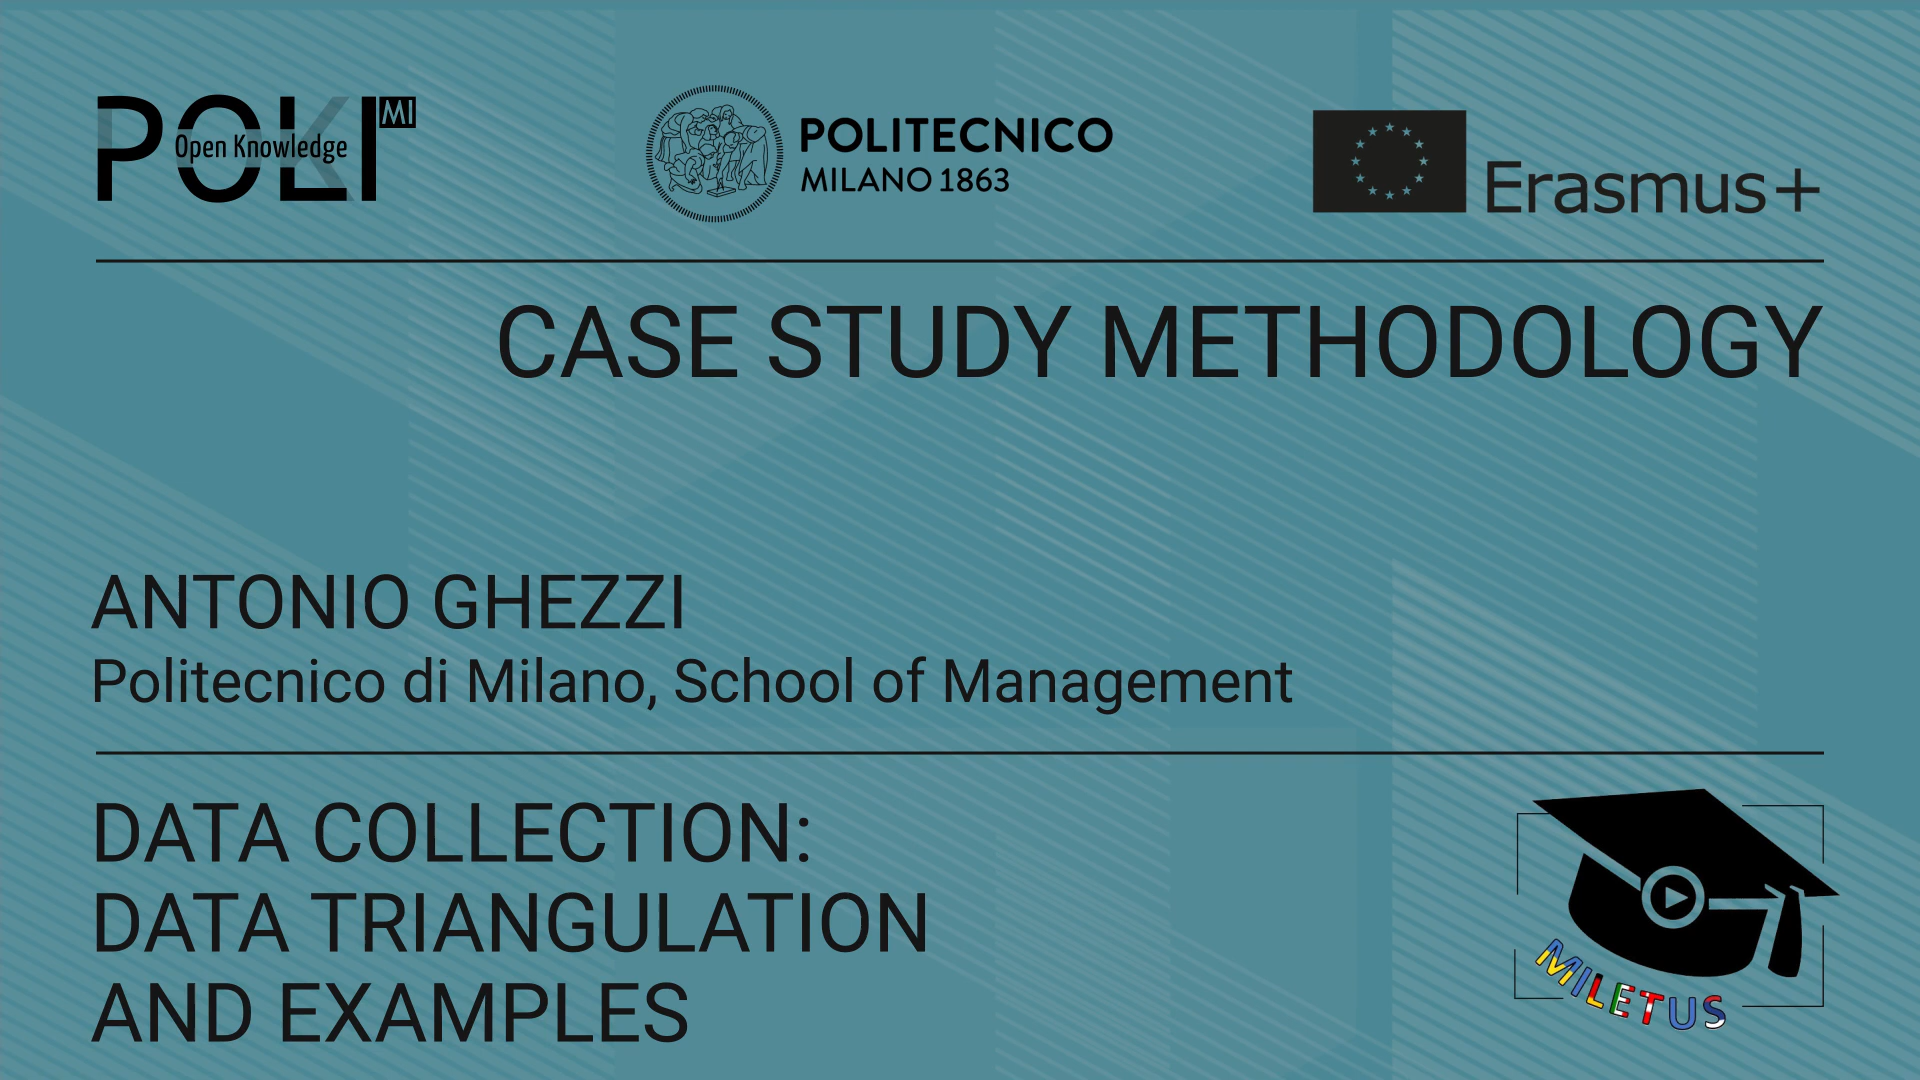 POLI MI
Open Knowledge
POLITECNICO
MILANO 1863
Erasmus+
CASE STUDY METHODOLOGY
ANTONIO GHEZZI
Politecnico di Milano, School of Management
DATA COLLECTION:
DATA TRIANGULATION
AND EXAMPLES
MILETUS